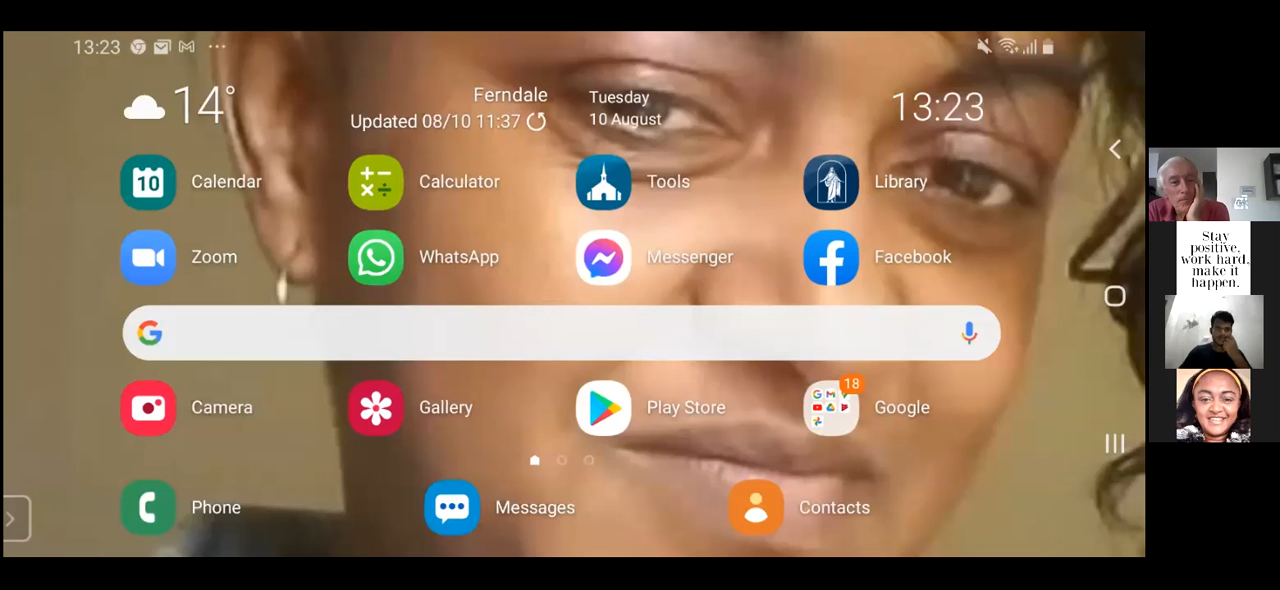 13:23
14°
Ferndale
Updated 08/10 11:37
Tuesday
10 August
13:23
10
Calendar
Calculator
Tools
Library
Zoom
WhatsApp
Messenger
Facebook
Camera
Gallery
Play Store
18
Google
Phone
Messages
Contacts
Stay
positive,
work hard,
make it
happen.